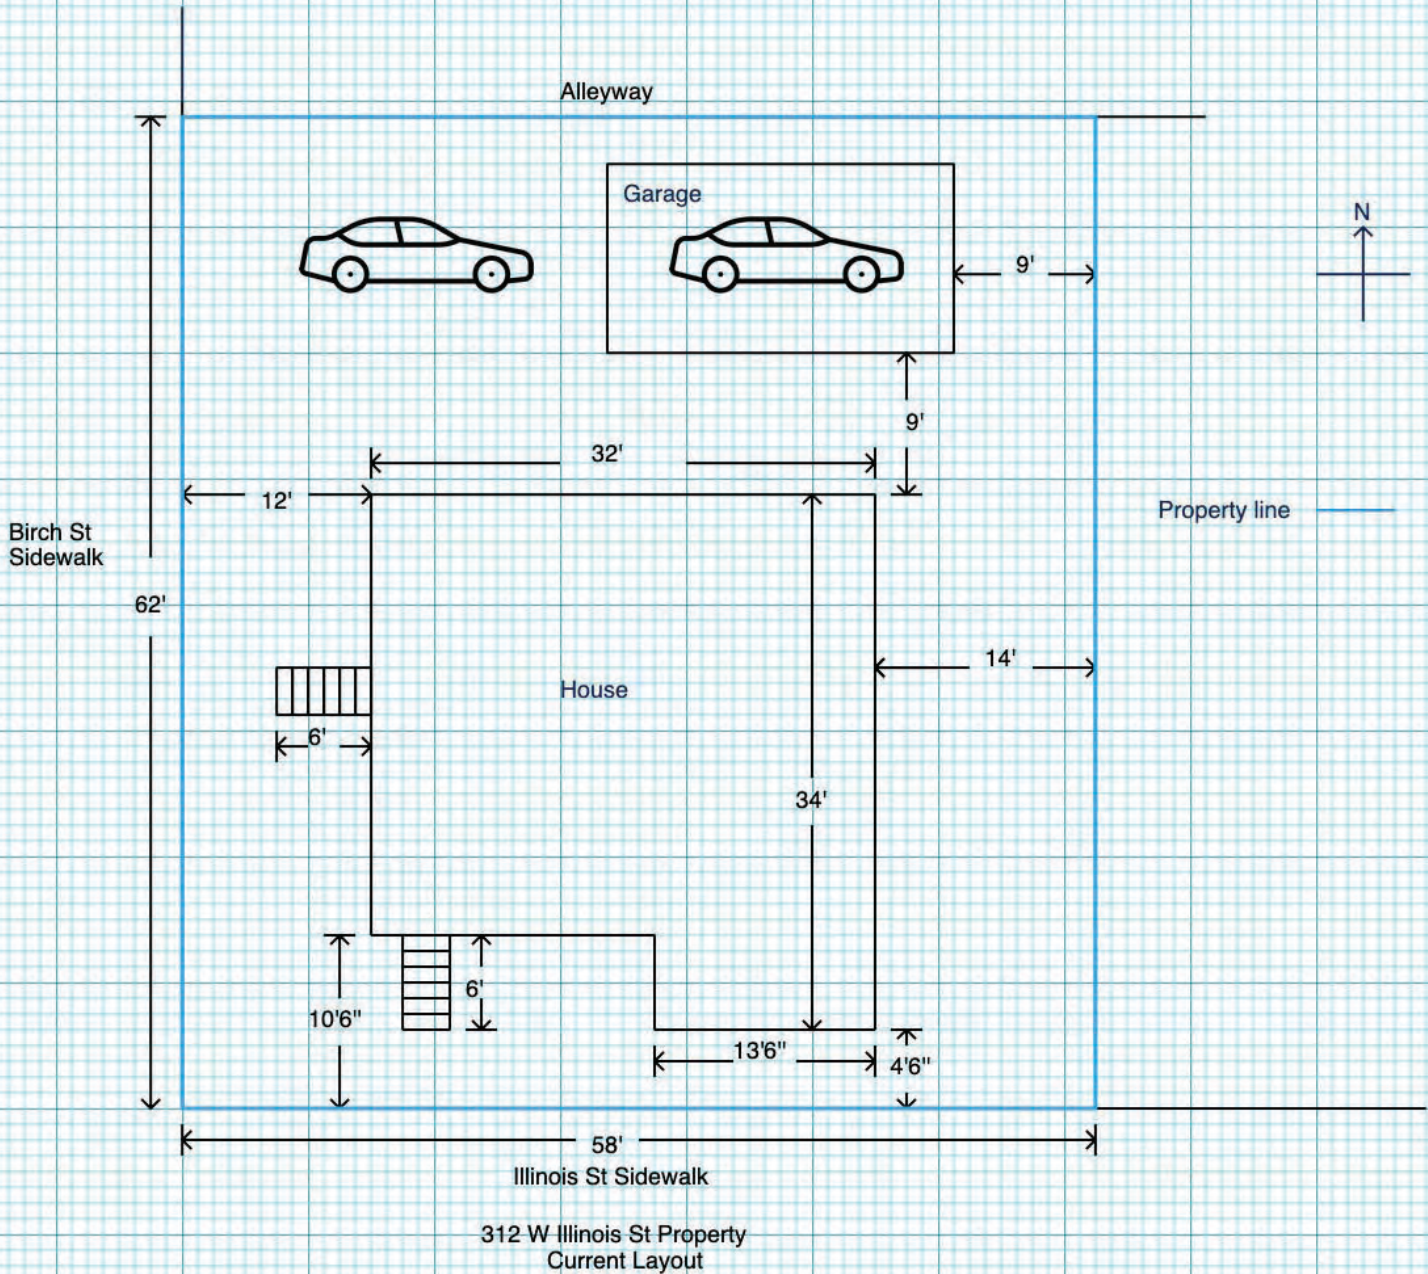 Alleyway
Garage
N
9'
9'
32'
12'
Property line
Birch St
Sidewalk
62'
14'
House
6'
34'
6'
10'6"
13'6"
4'6"
58'
Illinois St Sidewalk
312 W Illinois St Property
Current Layout